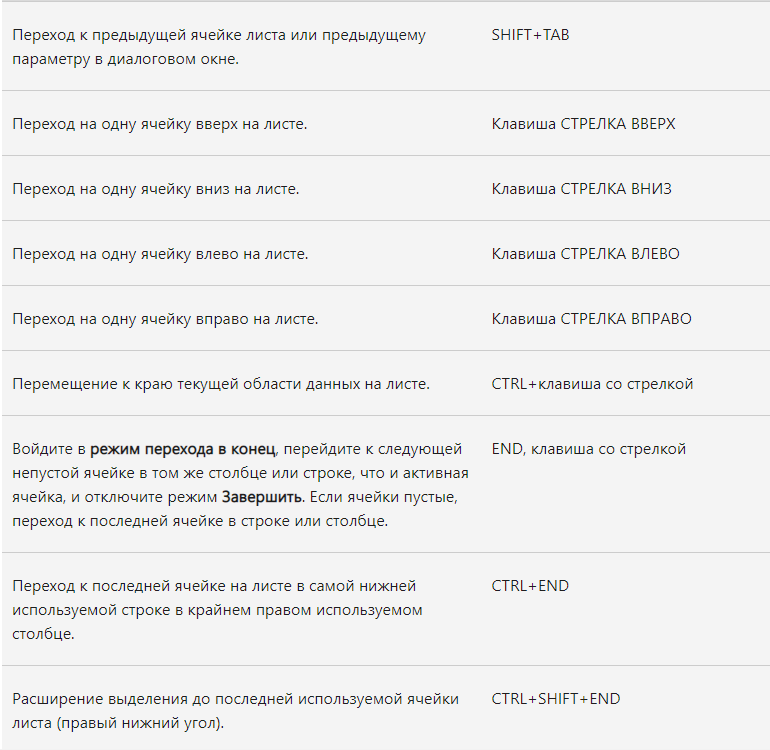 Переход к предыдущей ячейке листа или предыдущему
параметру в диалоговом окне.
SHIFT+TAB
Переход на одну ячейку вверх на листе.
Клавиша СТРЕЛКА ВВЕРХ
Переход на одну ячейку вниз на листе.
Клавиша СТРЕЛКА ВНИЗ
Переход на одну ячейку влево на листе.
Клавиша СТРЕЛКА ВЛЕВО
Переход на одну ячейку вправо на листе.
Клавиша СТРЕЛКА ВПРАВО
Перемещение к краю текущей области данных на листе.
CTRL+клавиша со стрелкой
Войдите в режим перехода в конец, перейдите к следующей
непустой ячейке в том же столбце или строке, что и активная
ячейка, и отключите режим Завершить. Если ячейки пустые,
переход к последней ячейке в строке или столбце.
END, клавиша со стрелкой
Переход к последней ячейке на листе в самой нижней
используемой строке в крайнем правом используемом
столбце.
CTRL+END
Расширение выделения до последней используемой ячейки
листа (правый нижний угол).
CTRL+SHIFT+END